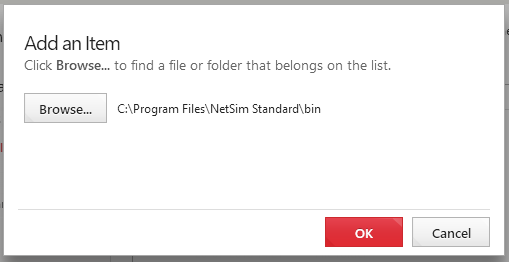 Add an Item
Click Browse... to find a file or folder that belongs on the list.
Browse... C:\Program Files\NetSim Standard\bin
OK Cancel